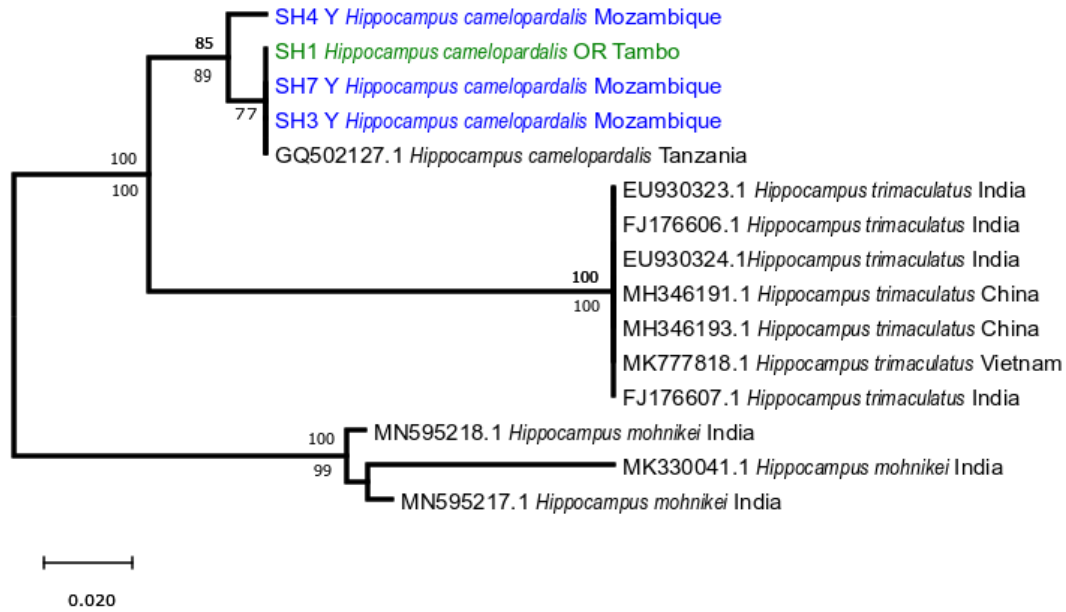 SH4 Y Hippocampus camelopardalis Mozambique
85
SH1 Hippocampus camelopardalis OR Tambo
89
SH7 Y Hippocampus camelopardalis Mozambique
77
SH3 Y Hippocampus camelopardalis Mozambique
100
GQ502127.1 Hippocampus camelopardalis Tanzania
100
EU930323.1 Hippocampus trimaculatus India
FJ176606.1 Hippocampus trimaculatus India
EU930324.1Hippocampus trimaculatus India
100
MH346191.1 Hippocampus trimaculatus China
100
MH346193.1 Hippocampus trimaculatus China
MK777818.1 Hippocampus trimaculatus Vietnam
FJ176607.1 Hippocampus trimaculatus India
100
MN595218.1 Hippocampus mohnikei India
99
MK330041.1 Hippocampus mohnikei India
MN595217.1 Hippocampus mohnikei India
0.020